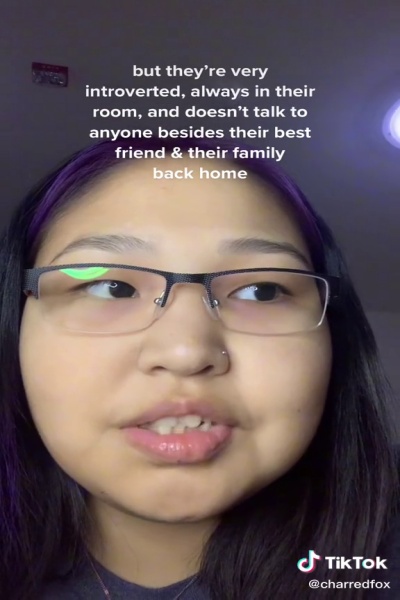 but they're very
introverted, always in their
room, and doesn't talk to
anyone besides their best
friend & their family
back home
TikTok
@charredfox